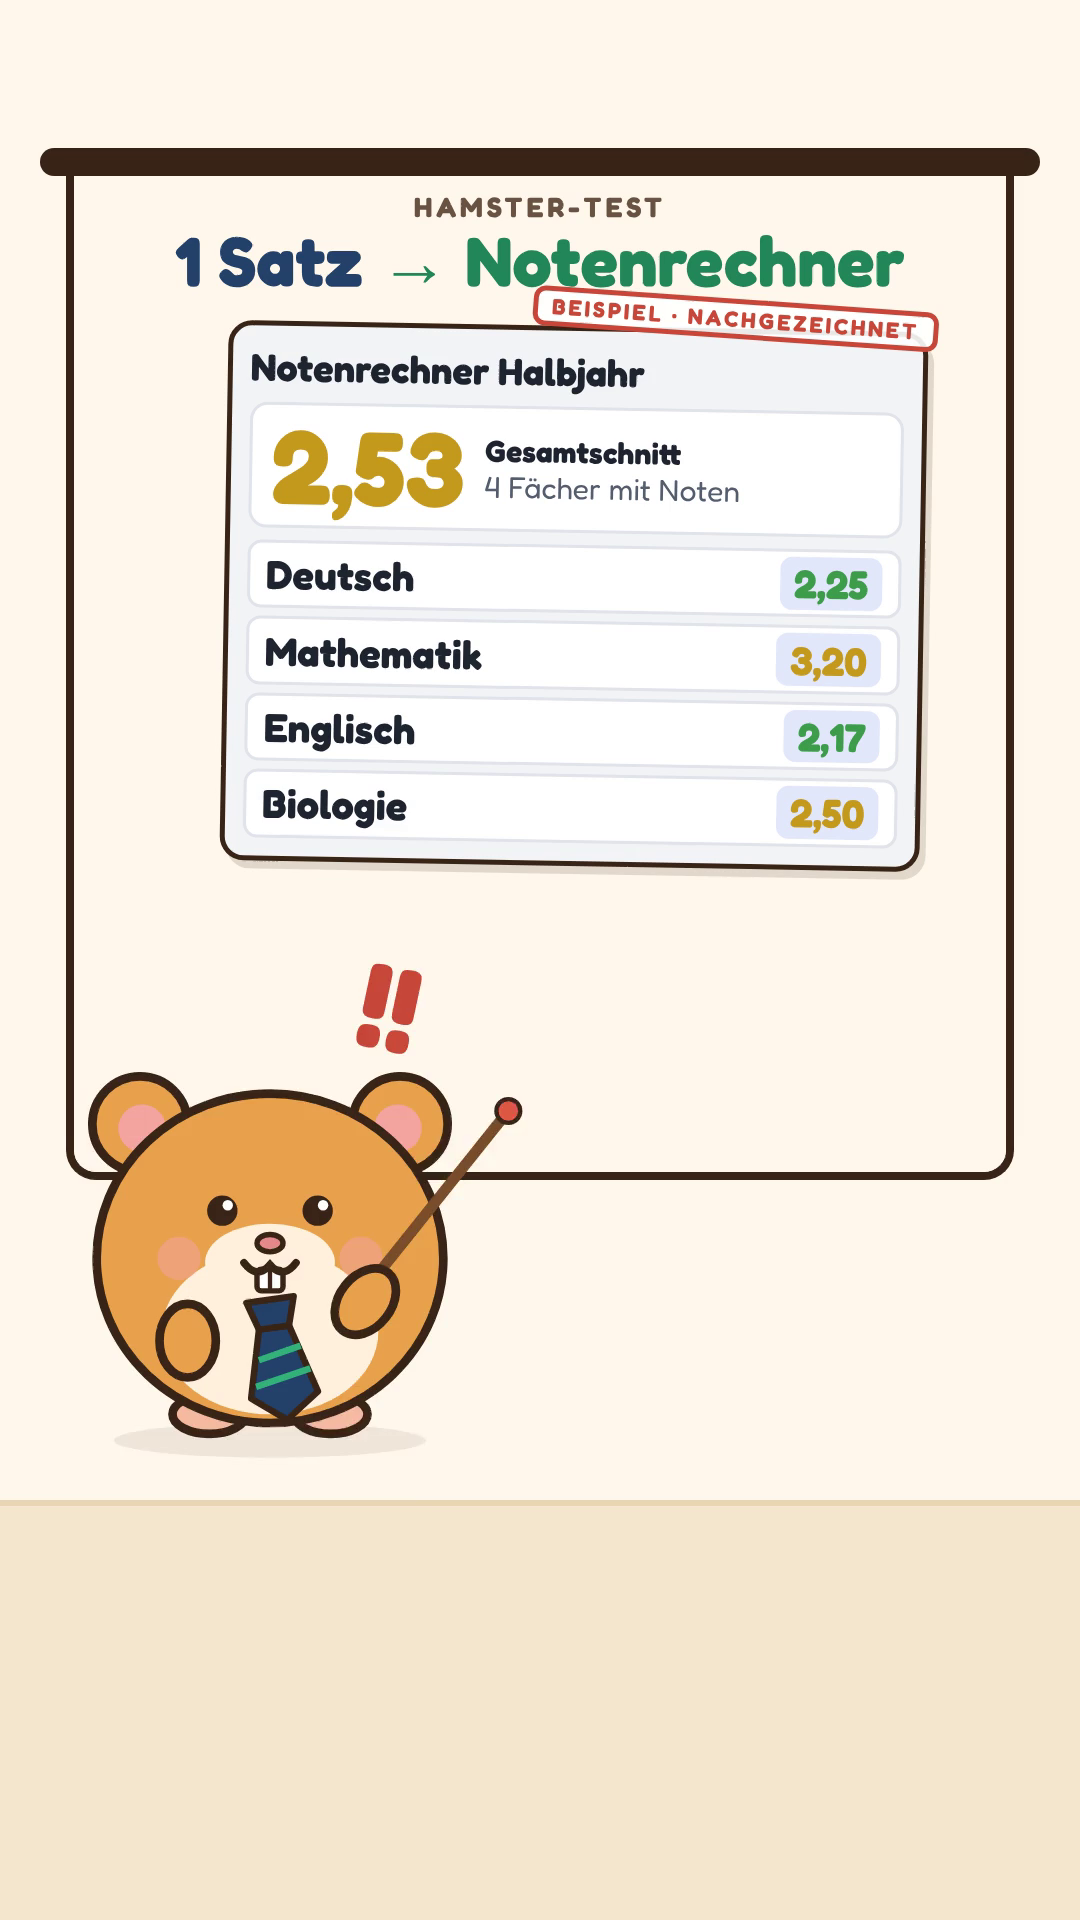 HAMSTER-TEST
1 Satz → Notenrechner
BEISPIEL · NACHGEZEICHNET
Notenrechner Halbjahr
2,53
Gesamtschnitt
4 Fächer mit Noten
Deutsch 2,25
Mathematik 3,20
Englisch 2,17
Biologie 2,50
!!